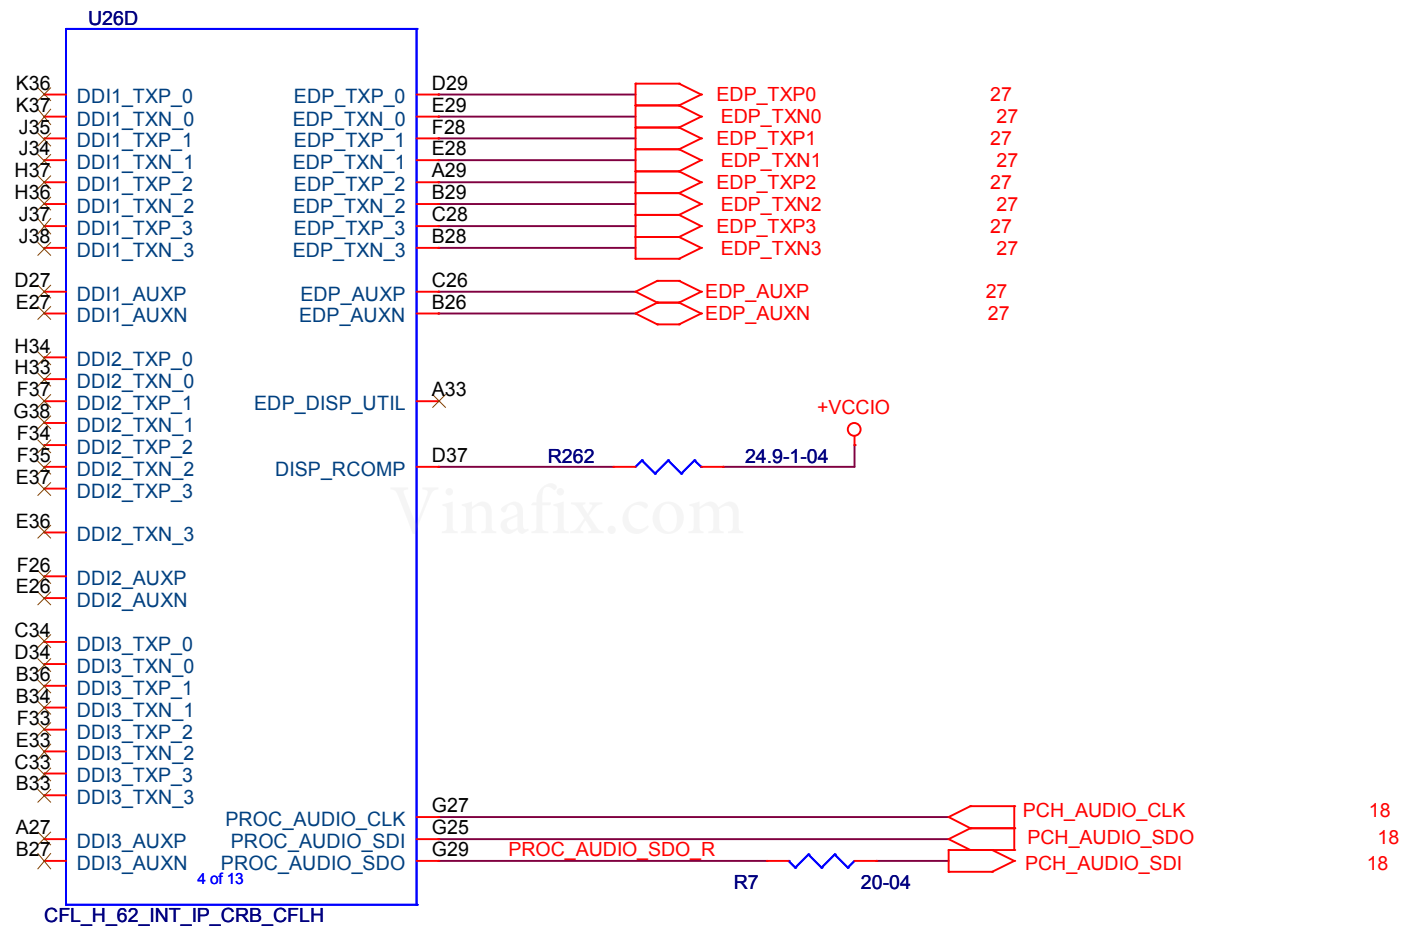 U26D
K36 DDI1_TXP_0 EDP_TXP_0 D29 EDP_TXP0 27
K37 DDI1_TXN_0 EDP_TXN_0 E29 EDP_TXN0 27
J35 DDI1_TXP_1 EDP_TXP_1 F28 EDP_TXP1 27
J34 DDI1_TXN_1 EDP_TXN_1 E28 EDP_TXN1 27
H37 DDI1_TXP_2 EDP_TXP_2 A29 EDP_TXP2 27
H36 DDI1_TXN_2 EDP_TXN_2 B29 EDP_TXN2 27
J37 DDI1_TXP_3 EDP_TXP_3 C28 EDP_TXP3 27
J38 DDI1_TXN_3 EDP_TXN_3 B28 EDP_TXN3 27
D27 DDI1_AUXP EDP_AUXP C26 EDP_AUXP 27
E27 DDI1_AUXN EDP_AUXN B26 EDP_AUXN 27
H34 DDI2_TXP_0
H33 DDI2_TXN_0
F37 DDI2_TXP_1 EDP_DISP_UTIL A33
+VCCIO
G38 DDI2_TXN_1
F34 DDI2_TXP_2
F35 DDI2_TXN_2 DISP_RCOMP D37 R262 24.9-1-04
E37 DDI2_TXP_3
Vinafix.com
E36 DDI2_TXN_3
F26 DDI2_AUXP
E26 DDI2_AUXN
C34 DDI3_TXP_0
D34 DDI3_TXN_0
B36 DDI3_TXP_1
B34 DDI3_TXN_1
F33 DDI3_TXP_2
E33 DDI3_TXN_2
C33 DDI3_TXP_3
B33 DDI3_TXN_3
PROC_AUDIO_CLK G27 PCH_AUDIO_CLK 18
A27 DDI3_AUXP PROC_AUDIO_SDI G25 PCH_AUDIO_SDO 18
B27 DDI3_AUXN PROC_AUDIO_SDO G29 PROC_AUDIO_SDO_R PCH_AUDIO_SDI 18
4 of 13
R7 20-04
CFL_H_62_INT_IP_CRB_CFLH